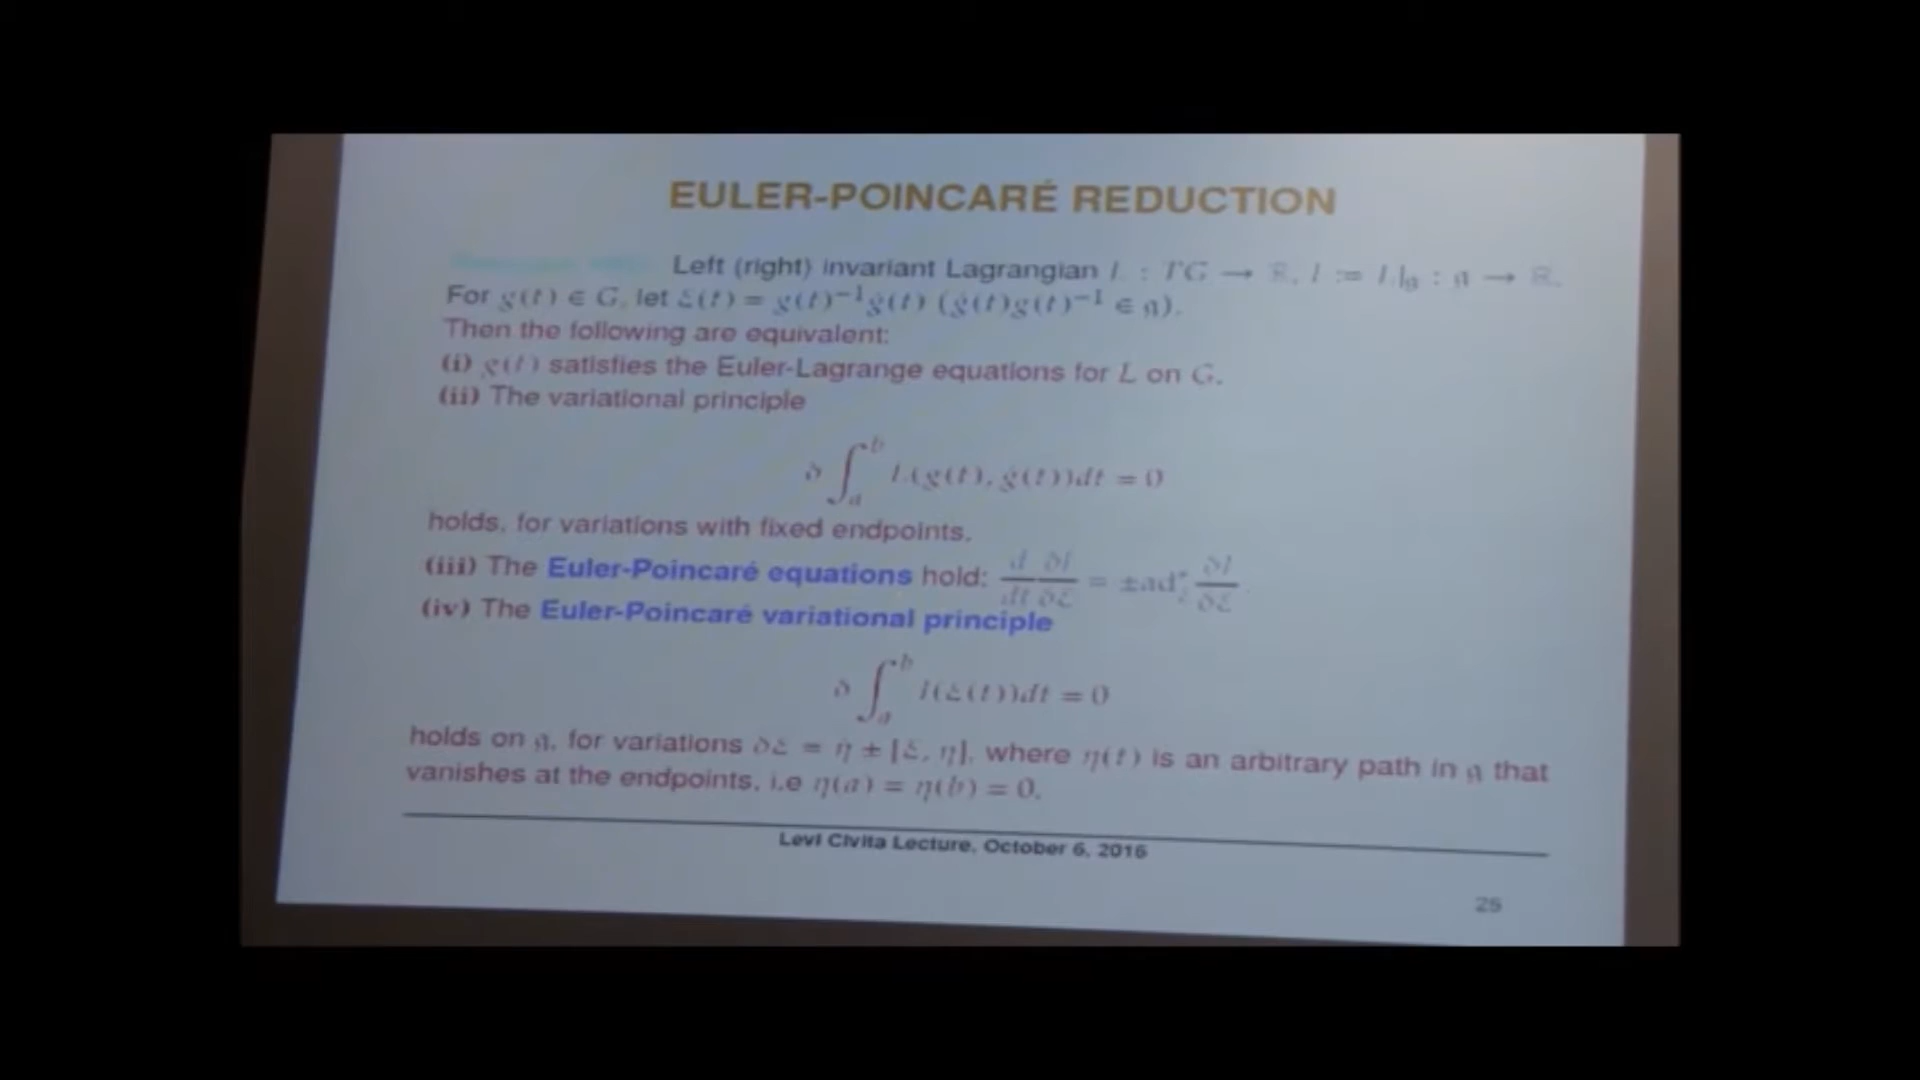 EULER-POINCARÉ REDUCTION
Left (right) invariant Lagrangian L : TG → ℝ, l := L|𝔤 : 𝔤 → ℝ.
For g(t) ∈ G, let ξ(t) = g(t)⁻¹ġ(t) (ġ(t)g(t)⁻¹ ∈ 𝔤).
Then the following are equivalent:
(i) g(t) satisfies the Euler-Lagrange equations for L on G.
(ii) The variational principle
δ ∫ₐᵇ L(g(t), ġ(t))dt = 0
holds, for variations with fixed endpoints.
(iii) The Euler-Poincaré equations hold: d/dt δl/δξ = ±ad*_ξ δl/δξ
(iv) The Euler-Poincaré variational principle
δ ∫ₐᵇ l(ξ(t))dt = 0
holds on 𝔤, for variations δξ = η̇ ± [ξ, η], where η(t) is an arbitrary path in 𝔤 that
vanishes at the endpoints, i.e η(a) = η(b) = 0.
Levi Civita Lecture, October 6, 2016
25